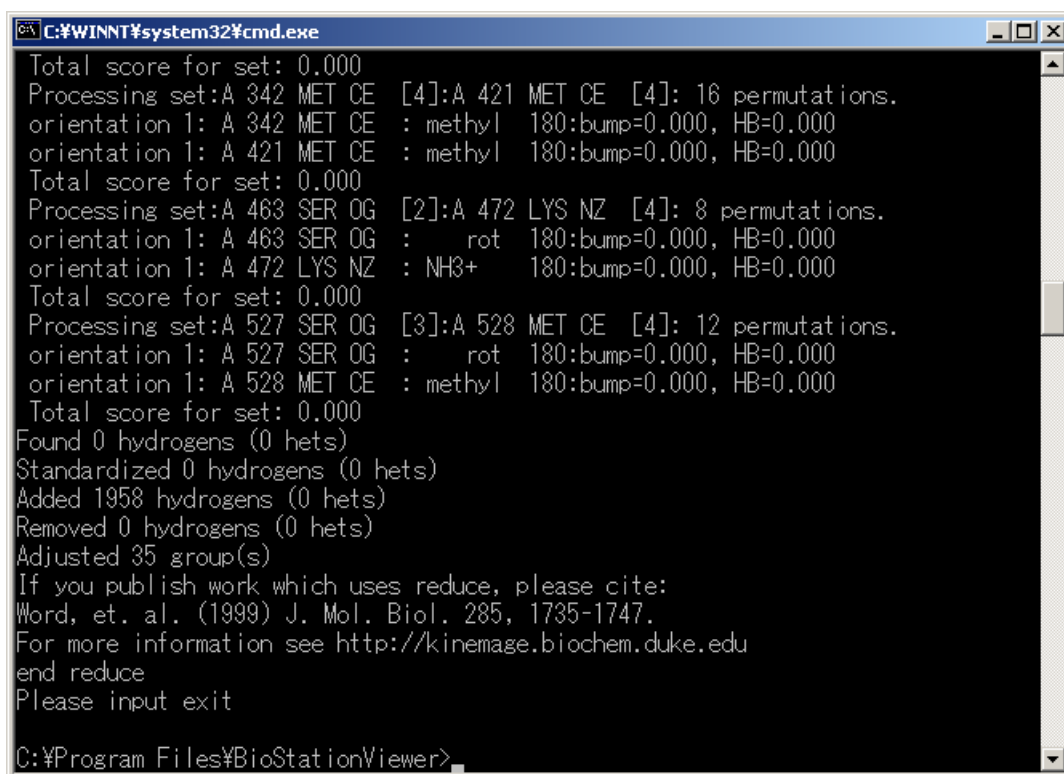 C:¥WINNT¥system32¥cmd.exe
Total score for set: 0.000
Processing set:A 342 MET CE  [4]:A 421 MET CE  [4]: 16 permutations.
orientation 1: A 342 MET CE  : methyl  180:bump=0.000, HB=0.000
orientation 1: A 421 MET CE  : methyl  180:bump=0.000, HB=0.000
Total score for set: 0.000
Processing set:A 463 SER OG  [2]:A 472 LYS NZ  [4]: 8 permutations.
orientation 1: A 463 SER OG  :    rot  180:bump=0.000, HB=0.000
orientation 1: A 472 LYS NZ  : NH3+    180:bump=0.000, HB=0.000
Total score for set: 0.000
Processing set:A 527 SER OG  [3]:A 528 MET CE  [4]: 12 permutations.
orientation 1: A 527 SER OG  :    rot  180:bump=0.000, HB=0.000
orientation 1: A 528 MET CE  : methyl  180:bump=0.000, HB=0.000
Total score for set: 0.000
Found 0 hydrogens (0 hets)
Standardized 0 hydrogens (0 hets)
Added 1958 hydrogens (0 hets)
Removed 0 hydrogens (0 hets)
Adjusted 35 group(s)
If you publish work which uses reduce, please cite:
Word, et. al. (1999) J. Mol. Biol. 285, 1735-1747.
For more information see http://kinemage.biochem.duke.edu
end reduce
Please input exit
C:¥Program Files¥BioStationViewer>_